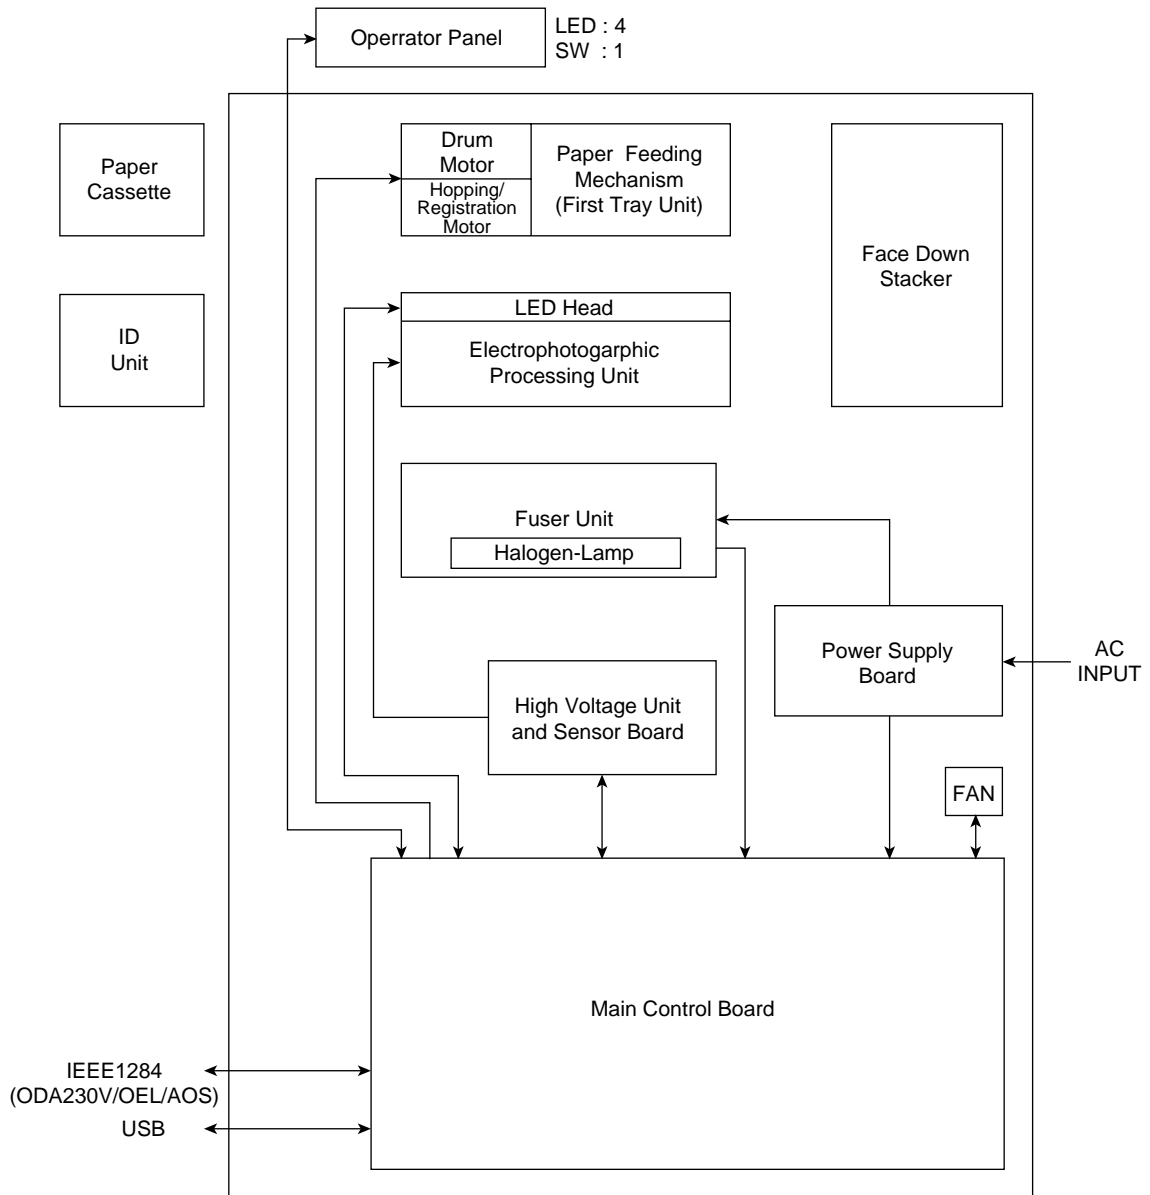 Operrator Panel
LED : 4
SW : 1
Paper
Cassette
Drum
Motor
Hopping/
Registration
Motor
Paper Feeding
Mechanism
(First Tray Unit)
Face Down
Stacker
ID
Unit
LED Head
Electrophotogarphic
Processing Unit
Fuser Unit
Halogen-Lamp
Power Supply
Board
AC
INPUT
High Voltage Unit
and Sensor Board
FAN
Main Control Board
IEEE1284
(ODA230V/OEL/AOS)
USB